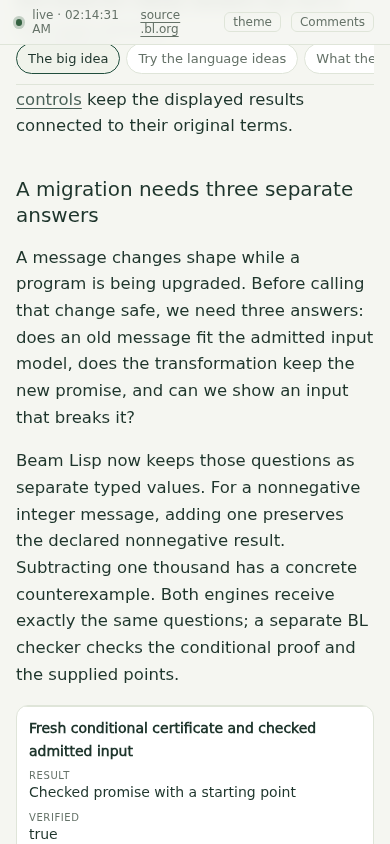 live · 02:14:31 AM
source .bl.org
theme
Comments
The big idea
Try the language ideas
What the
controls keep the displayed results
connected to their original terms.
A migration needs three separate
answers
A message changes shape while a
program is being upgraded. Before calling
that change safe, we need three answers:
does an old message fit the admitted input
model, does the transformation keep the
new promise, and can we show an input
that breaks it?
Beam Lisp now keeps those questions as
separate typed values. For a nonnegative
integer message, adding one preserves
the declared nonnegative result.
Subtracting one thousand has a concrete
counterexample. Both engines receive
exactly the same questions; a separate BL
checker checks the conditional proof and
the supplied points.
Fresh conditional certificate and checked
admitted input
RESULT
Checked promise with a starting point
VERIFIED
true